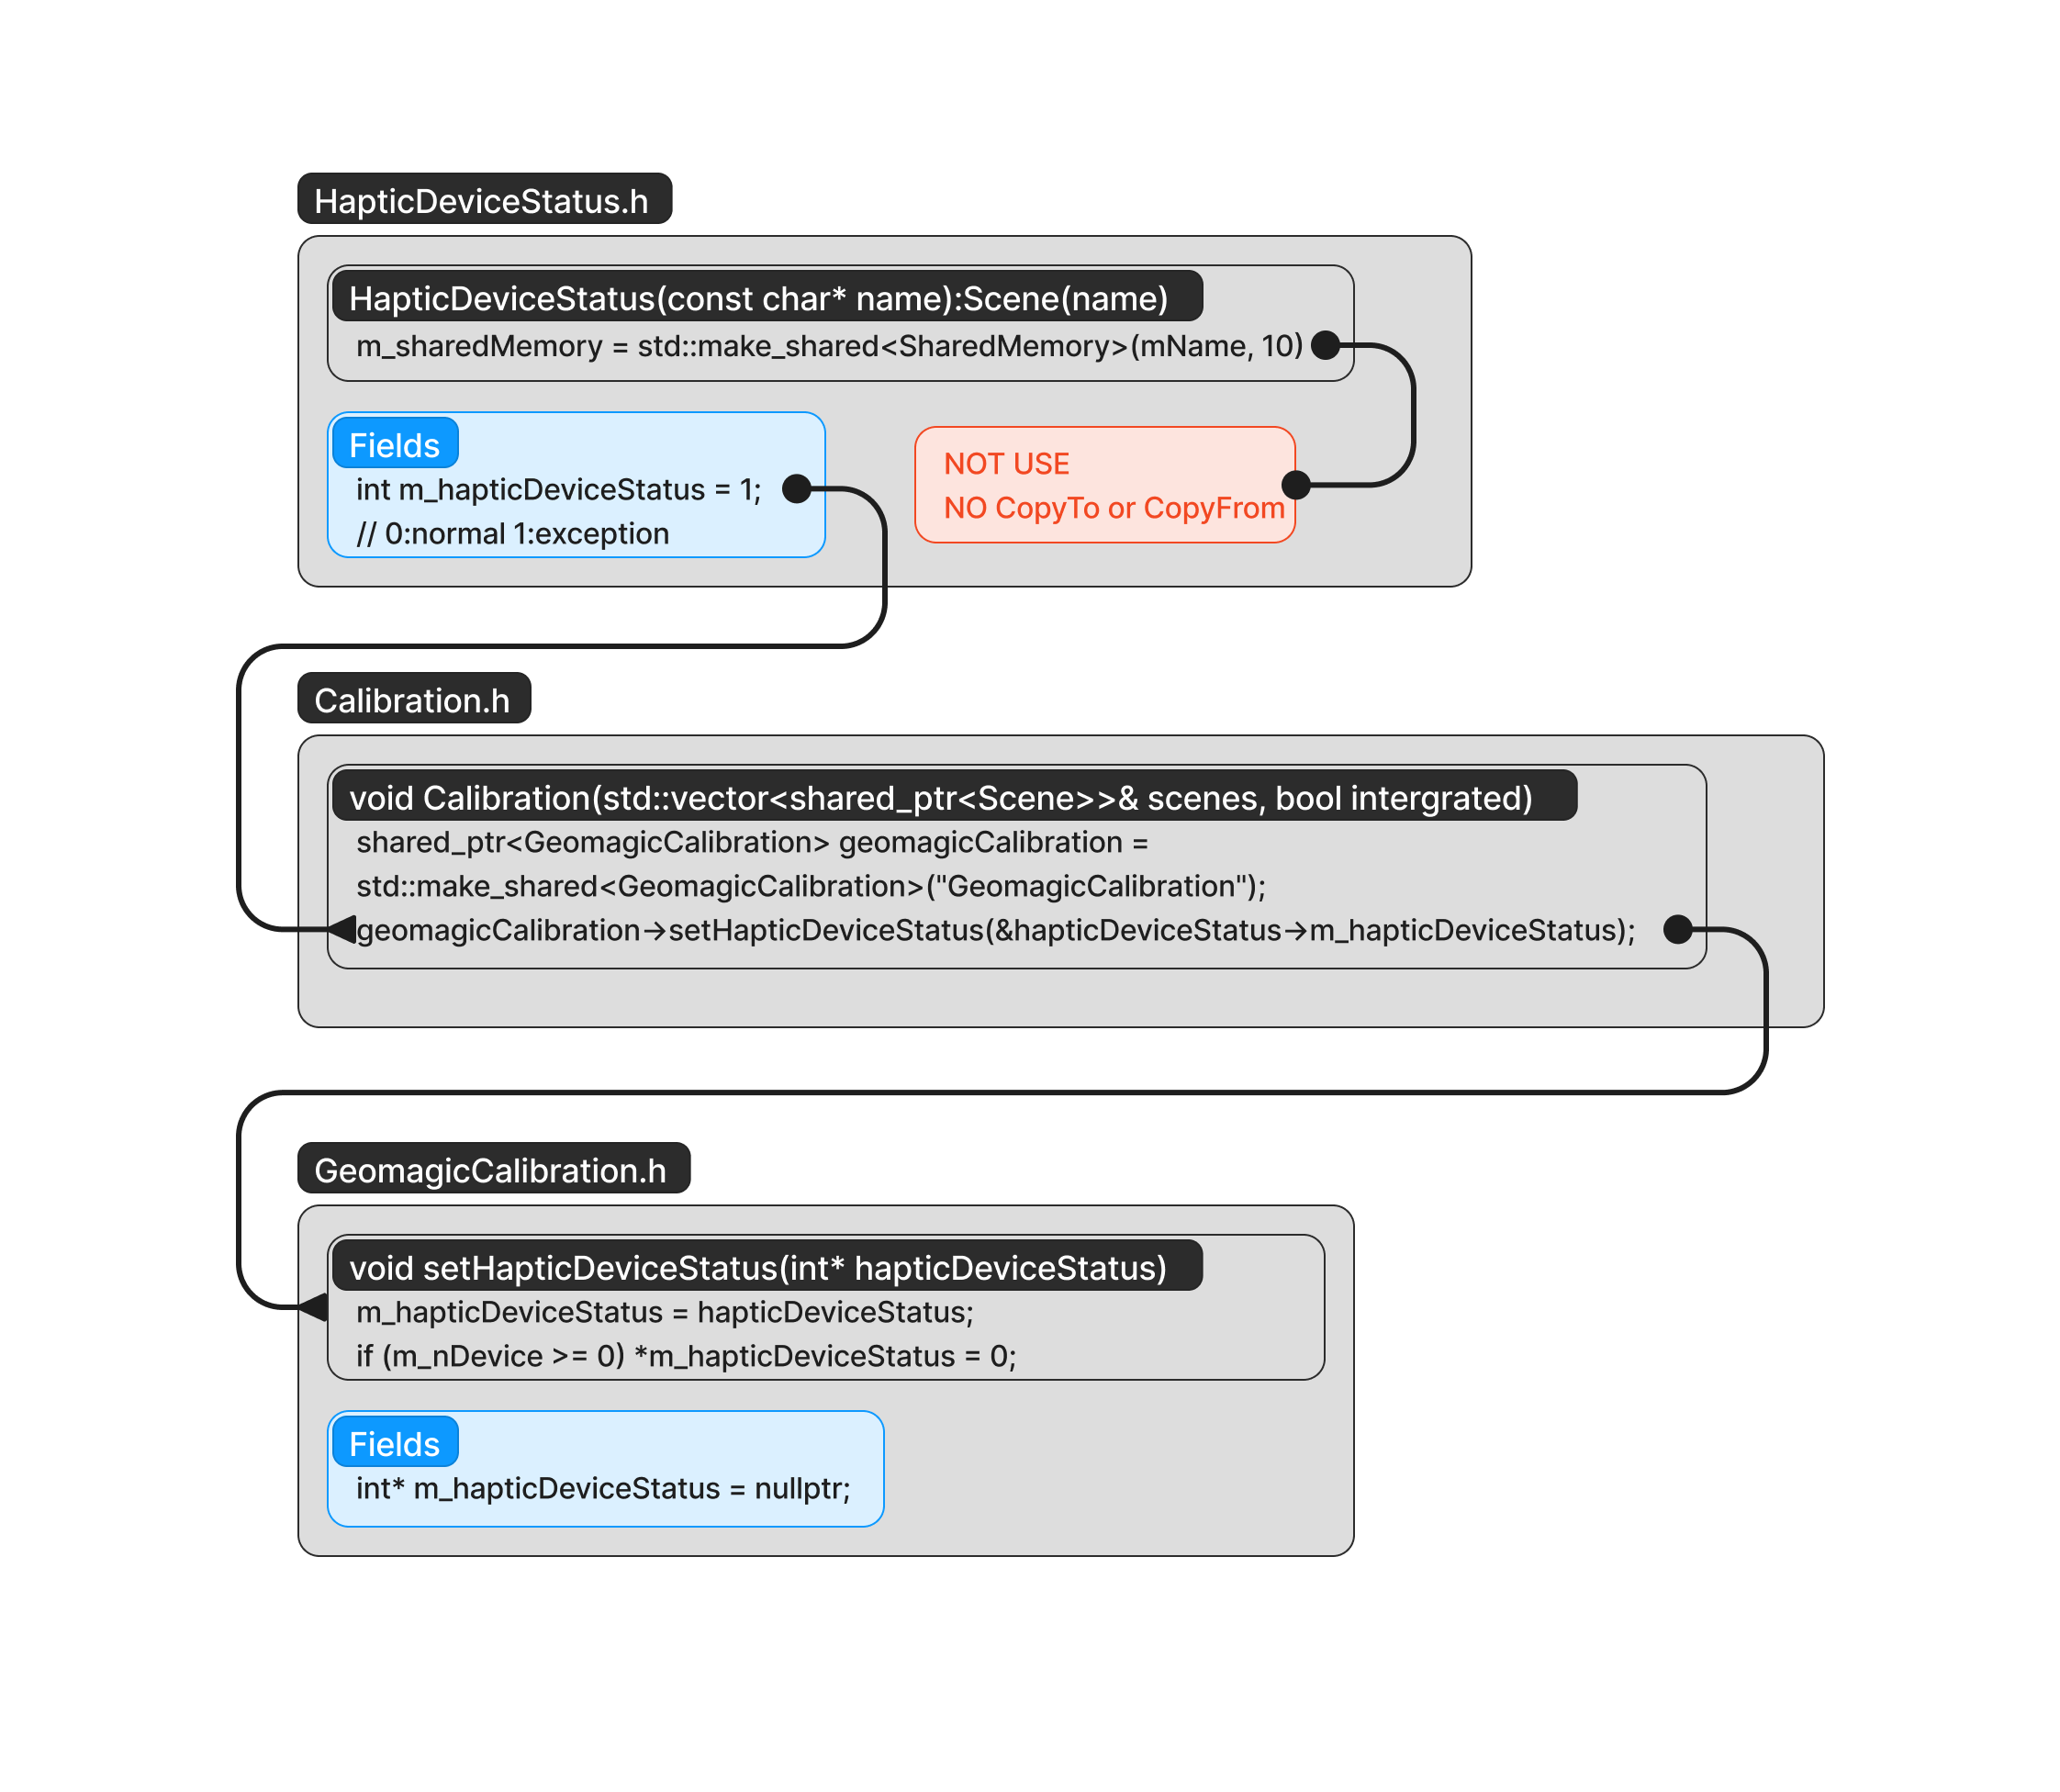 HapticDeviceStatus.h
HapticDeviceStatus(const char* name):Scene(name)
m_sharedMemory = std::make_shared<SharedMemory>(mName, 10)
Fields
int m_hapticDeviceStatus = 1;
// 0:normal 1:exception
NOT USE
NO CopyTo or CopyFrom
Calibration.h
void Calibration(std::vector<shared_ptr<Scene>>& scenes, bool intergrated)
shared_ptr<GeomagicCalibration> geomagicCalibration =
std::make_shared<GeomagicCalibration>("GeomagicCalibration");
geomagicCalibration→setHapticDeviceStatus(&hapticDeviceStatus→m_hapticDeviceStatus);
GeomagicCalibration.h
void setHapticDeviceStatus(int* hapticDeviceStatus)
m_hapticDeviceStatus = hapticDeviceStatus;
if (m_nDevice >= 0) *m_hapticDeviceStatus = 0;
Fields
int* m_hapticDeviceStatus = nullptr;